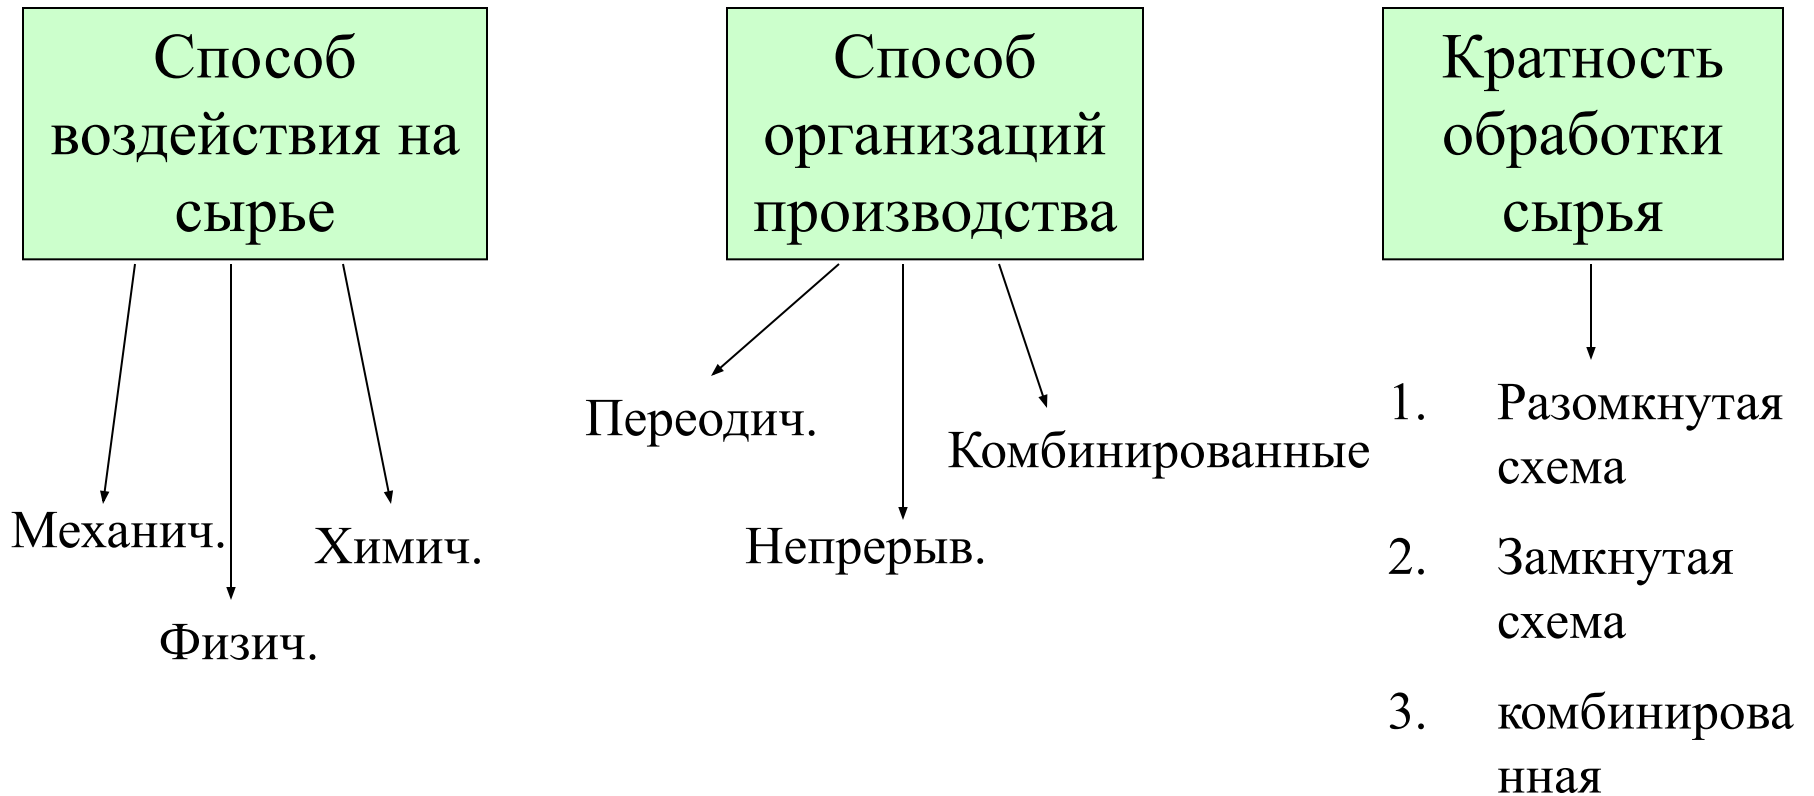 Способ
воздействия на
сырье
Механич.
Физич.
Химич.
Способ
организаций
производства
Переодич.
Непрерыв.
Комбинированные
Кратность
обработки
сырья
1. Разомкнутая
схема
2. Замкнутая
схема
3. комбинирова
нная